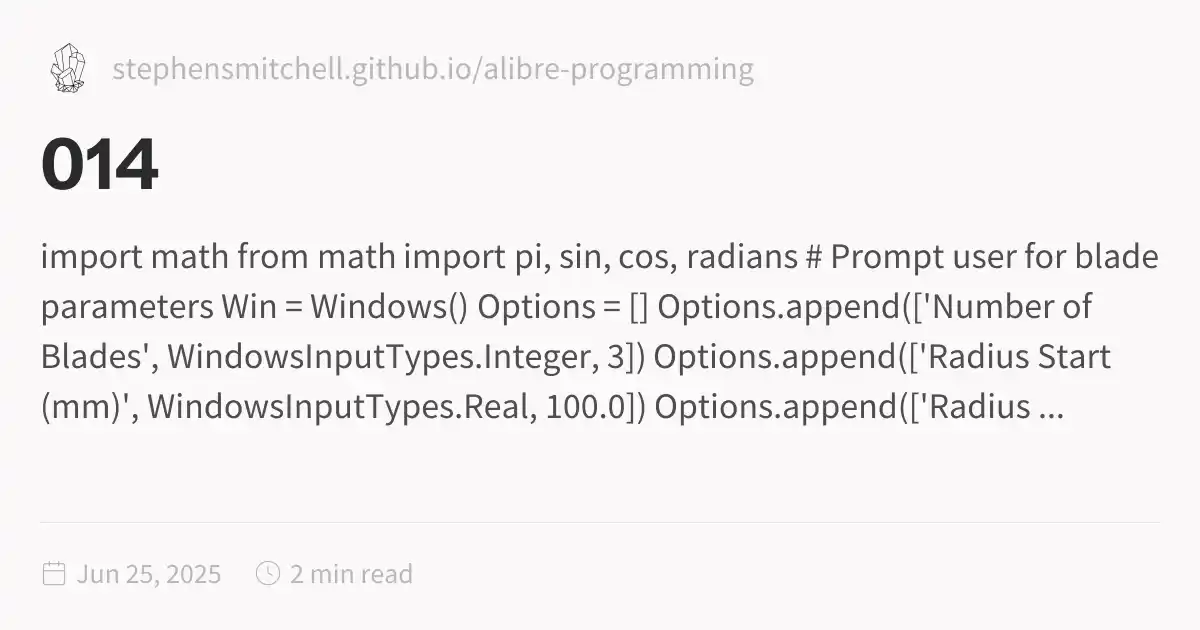 stephensmitchell.github.io/alibre-programming
014
import math from math import pi, sin, cos, radians # Prompt user for blade
parameters Win = Windows() Options = [] Options.append(['Number of
Blades', WindowsInputTypes.Integer, 3]) Options.append(['Radius Start
(mm)', WindowsInputTypes.Real, 100.0]) Options.append(['Radius ...
Jun 25, 2025 2 min read